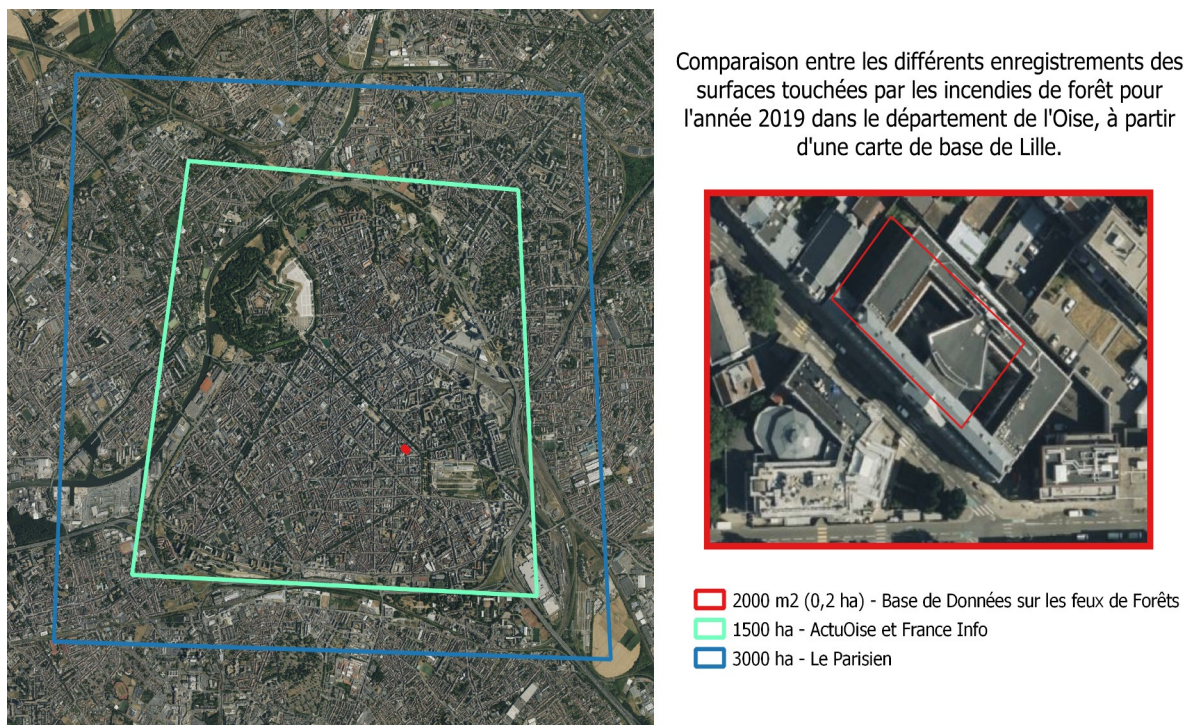 Comparaison entre les différents enregistrements des
surfaces touchées par les incendies de forêt pour
l'année 2019 dans le département de l'Oise, à partir
d'une carte de base de Lille.
2000 m2 (0,2 ha) - Base de Données sur les feux de Forêts
1500 ha - ActuOise et France Info
3000 ha - Le Parisien